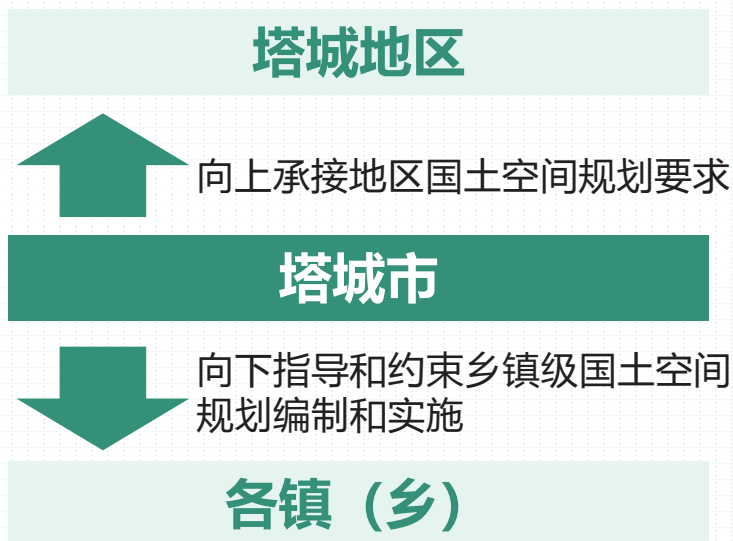 塔城地区
向上承接地区国土空间规划要求
塔城市
向下指导和约束乡镇级国土空间
规划编制和实施
各镇（乡）